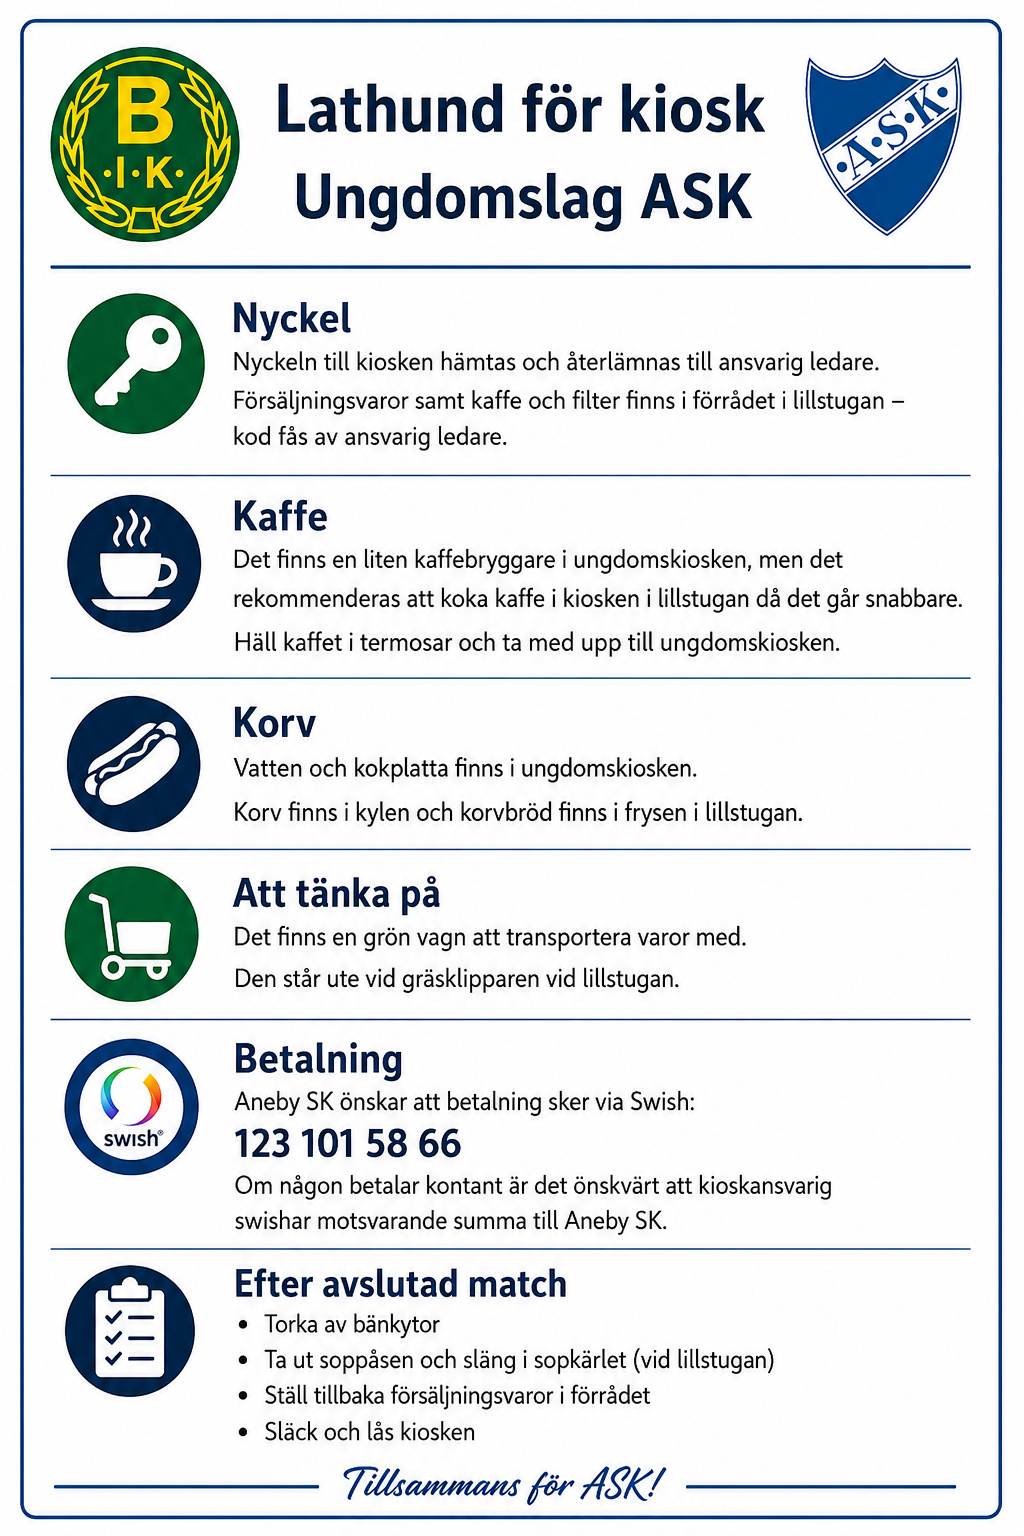 B
·I·K·
Lathund för kiosk
Ungdomslag ASK
·A·S·K·
Nyckel
Nyckeln till kiosken hämtas och återlämnas till ansvarig ledare.
Försäljningsvaror samt kaffe och filter finns i förrådet i lillstugan –
kod fås av ansvarig ledare.
Kaffe
Det finns en liten kaffebryggare i ungdomskiosken, men det
rekommenderas att koka kaffe i kiosken i lillstugan då det går snabbare.
Häll kaffet i termosar och ta med upp till ungdomskiosken.
Korv
Vatten och kokplatta finns i ungdomskiosken.
Korv finns i kylen och korvbröd finns i frysen i lillstugan.
Att tänka på
Det finns en grön vagn att transportera varor med.
Den står ute vid gräsklipparen vid lillstugan.
swish®
Betalning
Aneby SK önskar att betalning sker via Swish:
123 101 58 66
Om någon betalar kontant är det önskvärt att kioskansvarig
swishar motsvarande summa till Aneby SK.
Efter avslutad match
• Torka av bänkytor
• Ta ut soppåsen och släng i sopkärlet (vid lillstugan)
• Ställ tillbaka försäljningsvaror i förrådet
• Släck och lås kiosken
Tillsammans för ASK!